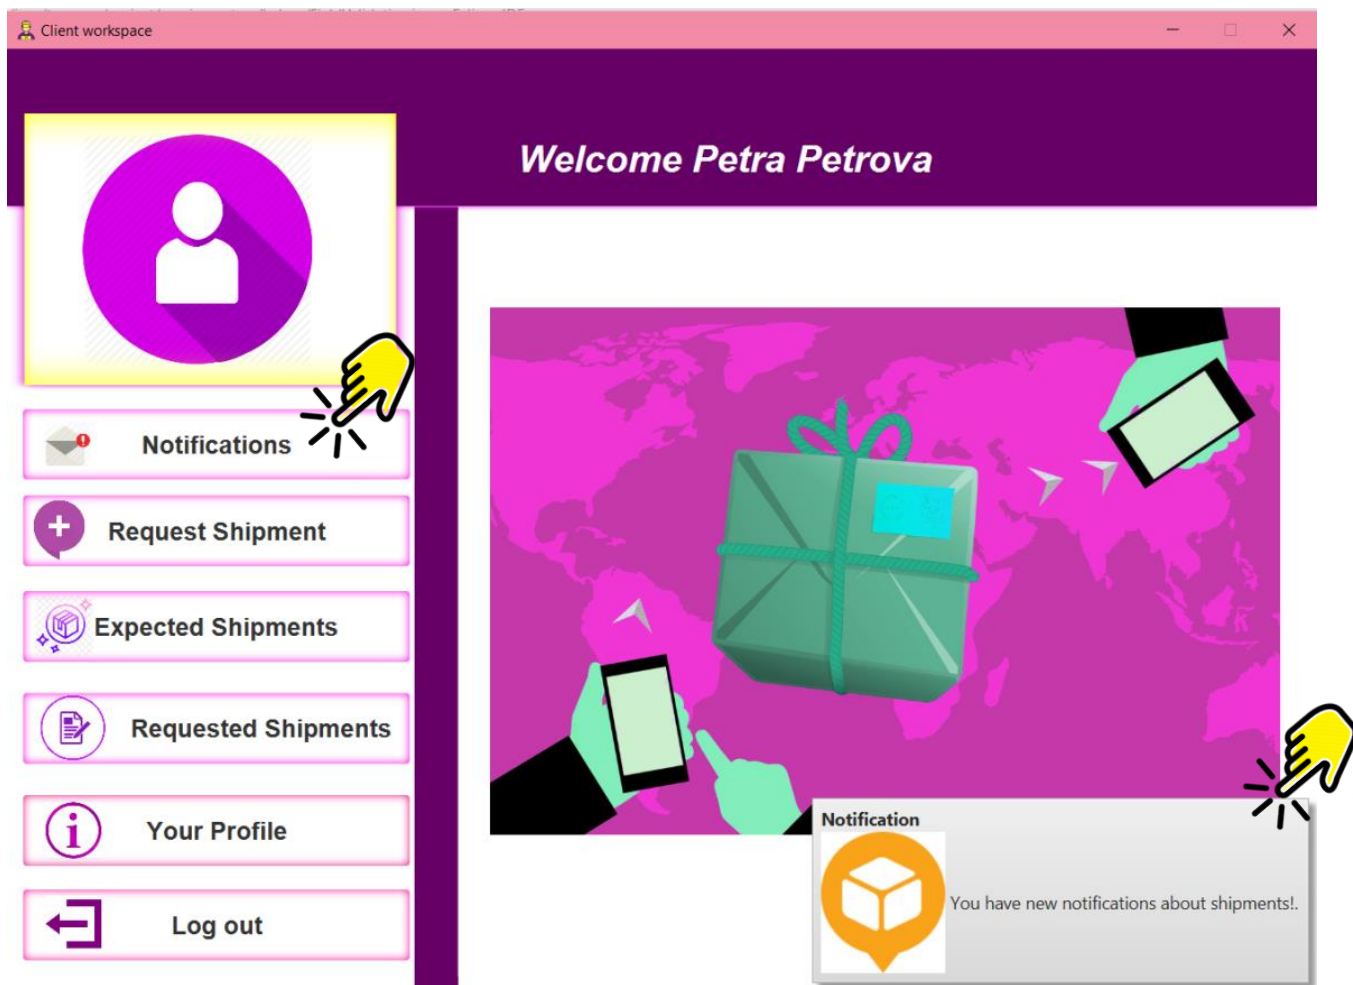 Client workspace
Welcome Petra Petrova
Notifications
Request Shipment
Expected Shipments
Requested Shipments
Your Profile
Log out
Notification
You have new notifications about shipments!.